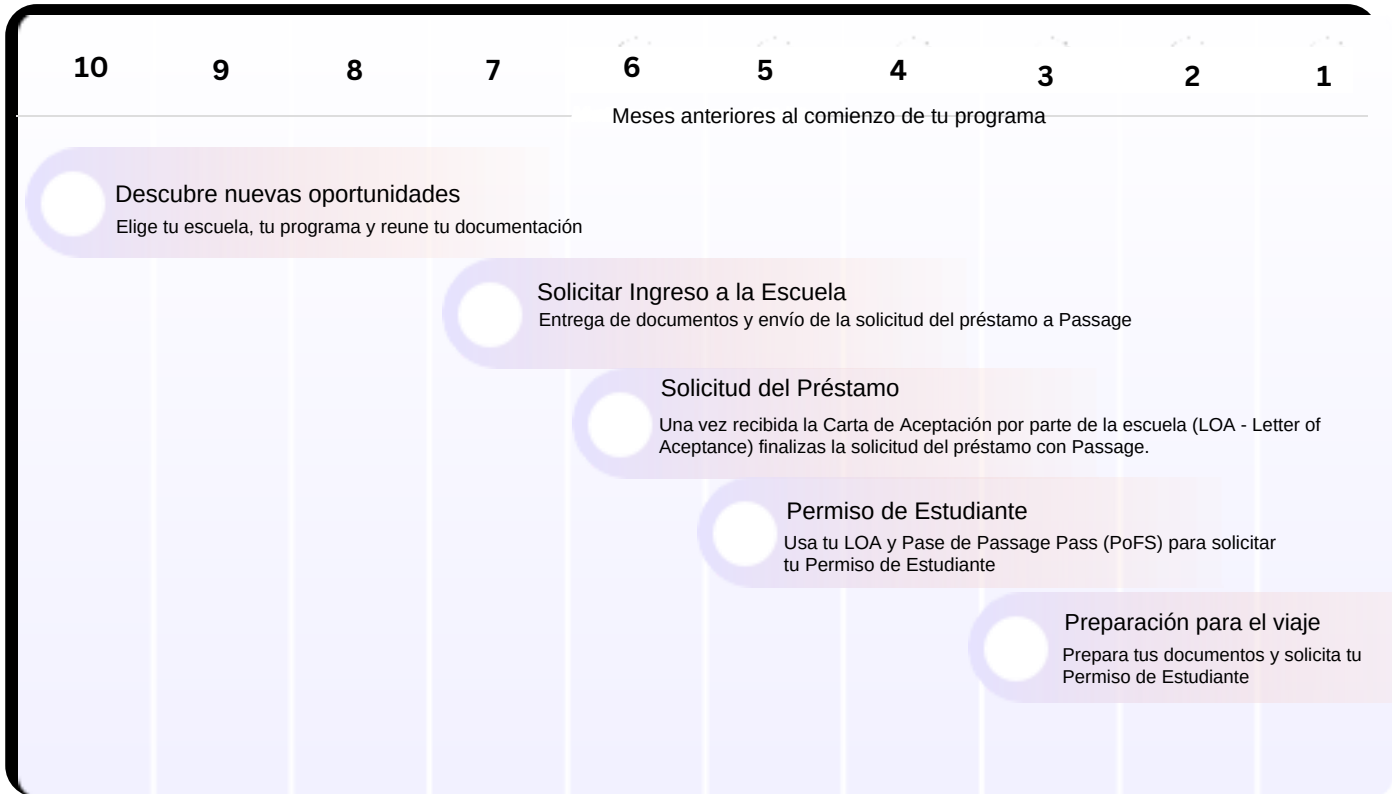 10 9 8 7 6 5 4 3 2 1
Meses anteriores al comienzo de tu programa
Descubre nuevas oportunidades
Elige tu escuela, tu programa y reune tu documentación
Solicitar Ingreso a la Escuela
Entrega de documentos y envío de la solicitud del préstamo a Passage
Solicitud del Préstamo
Una vez recibida la Carta de Aceptación por parte de la escuela (LOA - Letter of
Aceptance) finalizas la solicitud del préstamo con Passage.
Permiso de Estudiante
Usa tu LOA y Pase de Passage Pass (PoFS) para solicitar
tu Permiso de Estudiante
Preparación para el viaje
Prepara tus documentos y solicita tu
Permiso de Estudiante